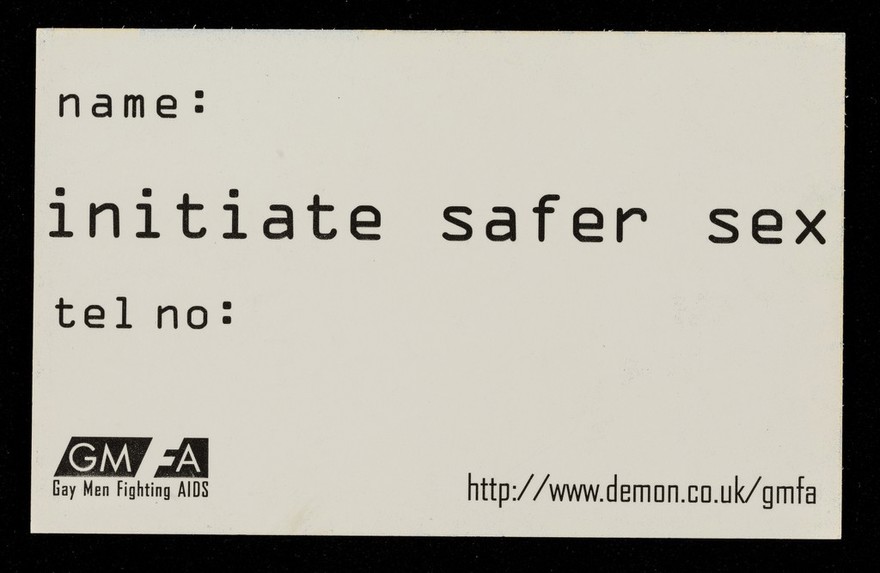 name:
initiate safer sex
tel no:
GMFA
Gay Men Fighting AIDS
http://www.demon.co.uk/gmfa